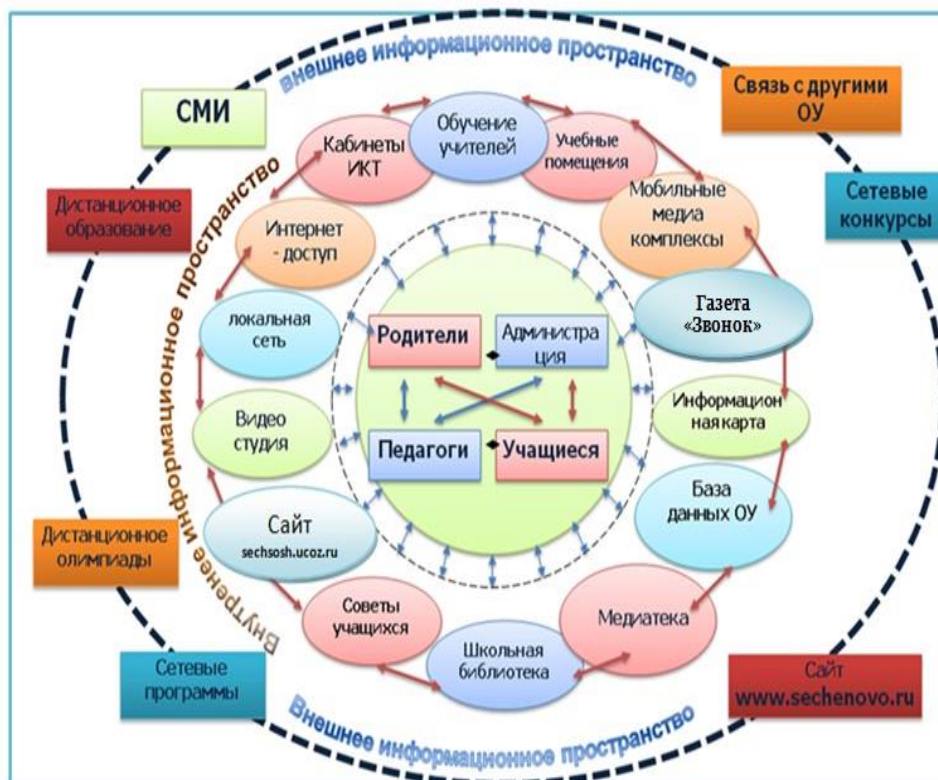 внешнее информационное пространство
СМИ
Связь с другими
ОУ
Дистанционное
образование
Сетевые
конкурсы
Внутренее информационное пространство
Обучение
учителей
Кабинеты
ИКТ
Учебные
помещения
Мобильные
медиа
комплексы
Интернет
- доступ
Газета
«Звонок»
локальная
сеть
Родители
Администра
ция
Информацион
ная карта
Видео
студия
Педагоги
Учащиеся
База
данных ОУ
Сайт
sechsosh.ucoz.ru
Дистанционное
олимпиады
Советы
учащихся
Медиатека
Школьная
библиотека
Сетевые
программы
Сайт
www.sechenovo.ru
Внешнее информационное пространство